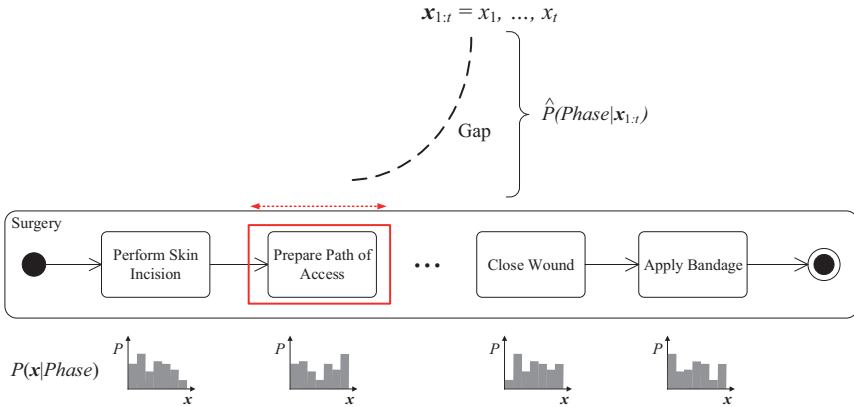 x1:t = x1, ..., xt
Gap
P̂(Phase|x1:t)
Surgery
Perform Skin
Incision
Prepare Path of
Access
...
Close Wound
Apply Bandage
P(x|Phase)
P
x
P
x
P
x
P
x